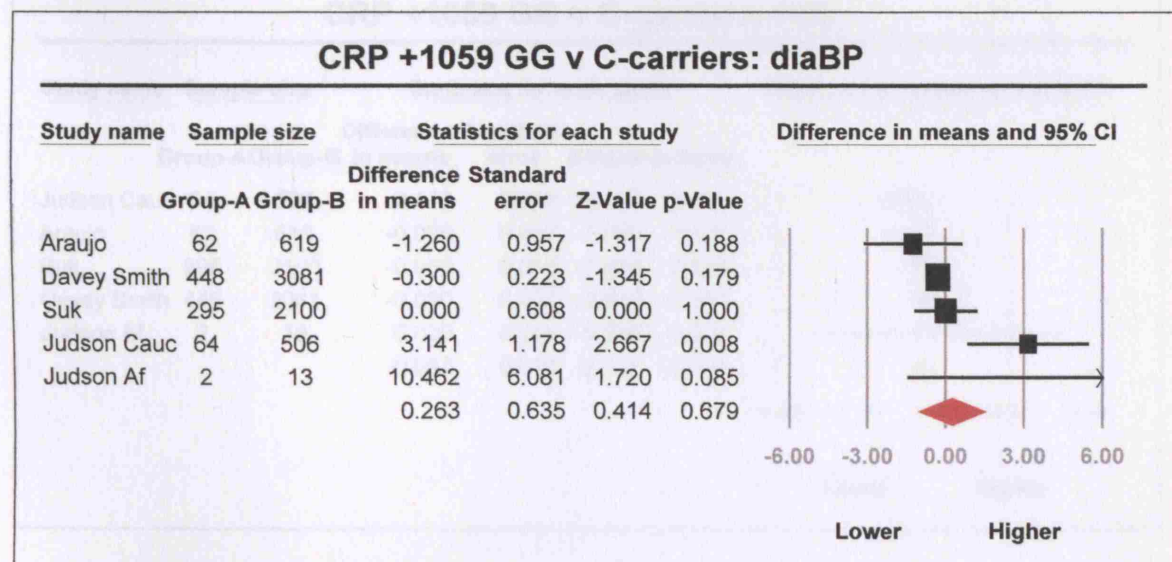 CRP +1059 GG v C-carriers: diaBP
Study name Sample size Statistics for each study Difference in means and 95% CI
Difference Standard
Group-A Group-B in means error Z-Value p-Value
Araujo 62 619 -1.260 0.957 -1.317 0.188
Davey Smith 448 3081 -0.300 0.223 -1.345 0.179
Suk 295 2100 0.000 0.608 0.000 1.000
Judson Cauc 64 506 3.141 1.178 2.667 0.008
Judson Af 2 13 10.462 6.081 1.720 0.085
0.263 0.635 0.414 0.679
-6.00 -3.00 0.00 3.00 6.00
Lower Higher